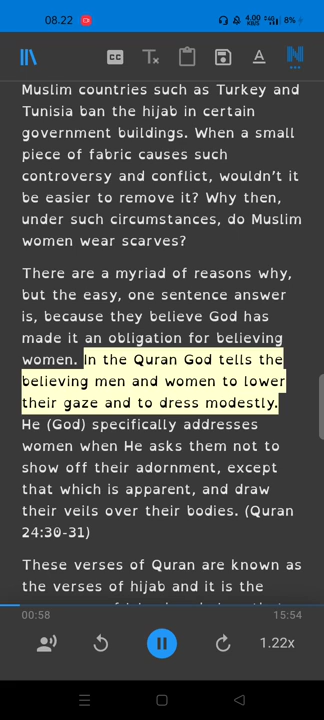 08.22
4.00 KB/S 8%
CC
Muslim countries such as Turkey and
Tunisia ban the hijab in certain
government buildings. When a small
piece of fabric causes such
controversy and conflict, wouldn't it
be easier to remove it? Why then,
under such circumstances, do Muslim
women wear scarves?
There are a myriad of reasons why,
but the easy, one sentence answer
is, because they believe God has
made it an obligation for believing
women. In the Quran God tells the
believing men and women to lower
their gaze and to dress modestly.
He (God) specifically addresses
women when He asks them not to
show off their adornment, except
that which is apparent, and draw
their veils over their bodies. (Quran
24:30-31)
These verses of Quran are known as
the verses of hijab and it is the
00:58 15:54
1.22x